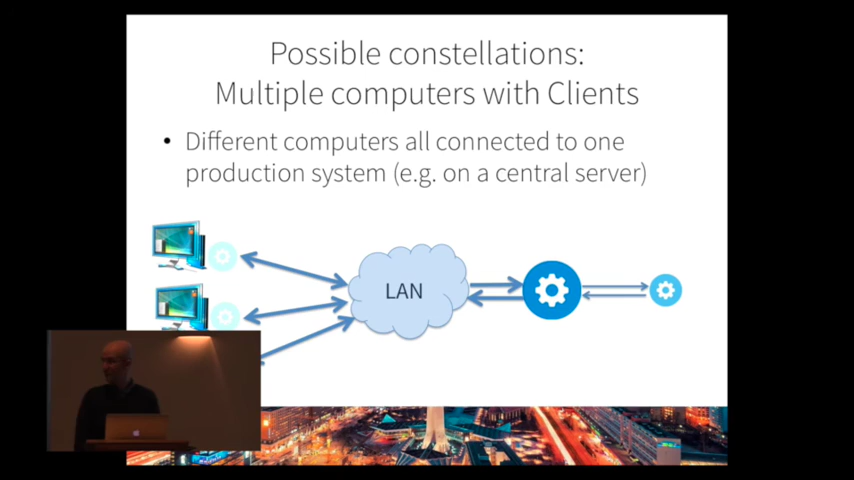 Possible constellations:
Multiple computers with Clients
• Different computers all connected to one
production system (e.g. on a central server)
LAN